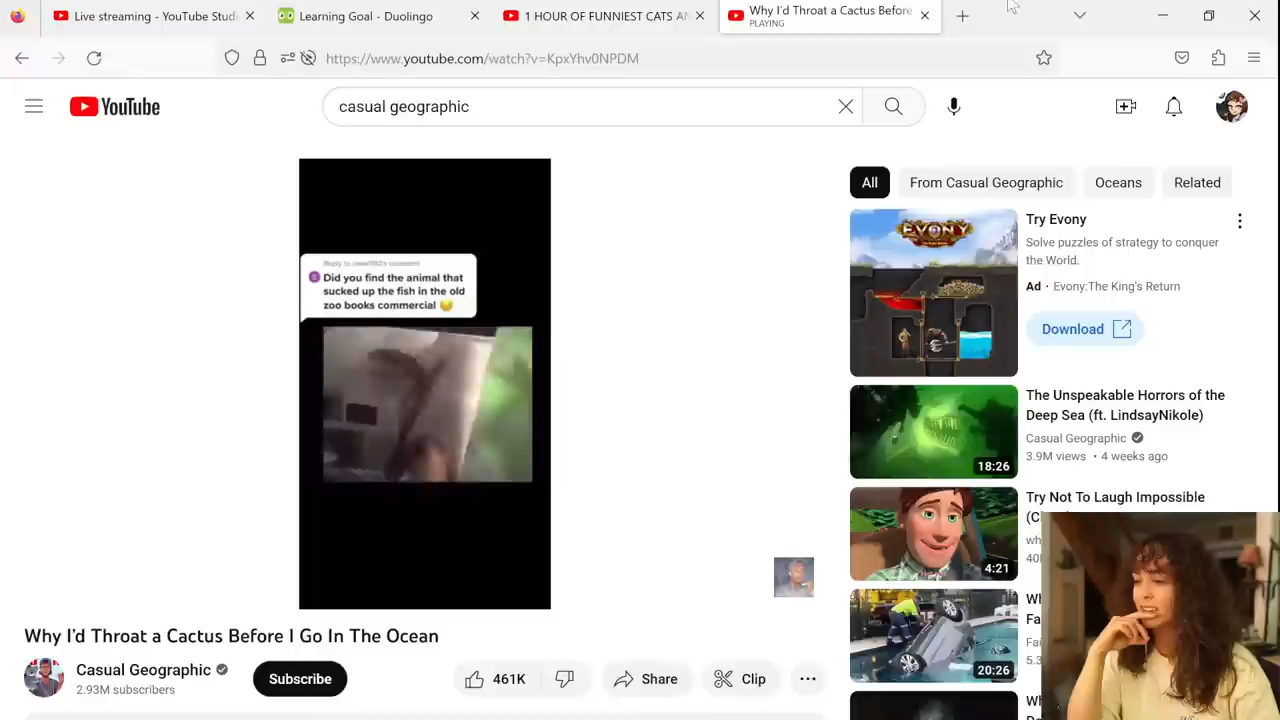 Live streaming - YouTube Studi
Learning Goal - Duolingo
1 HOUR OF FUNNIEST CATS AN
Why I'd Throat a Cactus Before
PLAYING
https://www.youtube.com/watch?v=KpxYhv0NPDM
YouTube
casual geographic
Did you find the animal that
sucked up the fish in the old
zoo books commercial
Why I'd Throat a Cactus Before I Go In The Ocean
Casual Geographic
2.93M subscribers
Subscribe
461K
Share
Clip
All
From Casual Geographic
Oceans
Related
EVONY
Try Evony
Solve puzzles of strategy to conquer
the World.
Ad • Evony:The King's Return
Download
18:26
The Unspeakable Horrors of the
Deep Sea (ft. LindsayNikole)
Casual Geographic
3.9M views • 4 weeks ago
4:21
Try Not To Laugh Impossible
20:26